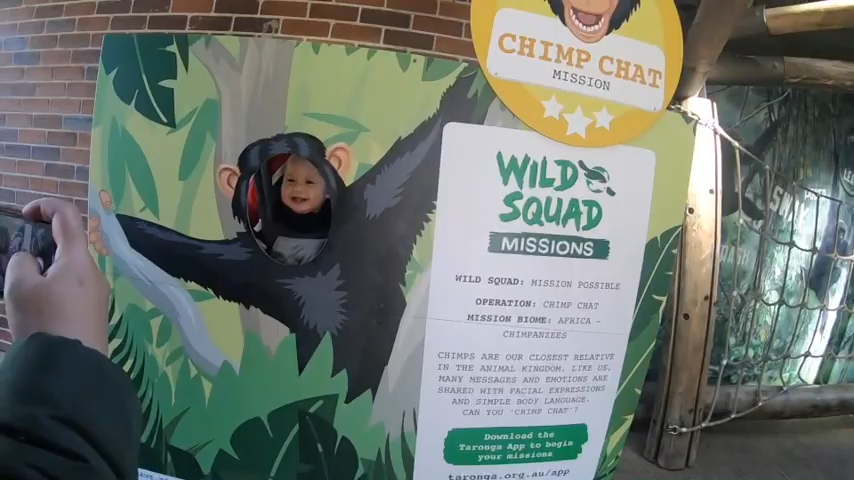 CHIMP CHAT
MISSION
WILD
SQUAD
MISSIONS
WILD SQUAD: MISSION POSSIBLE
OPERATION: CHIMP CHAT
MISSION BIOME: AFRICA -
CHIMPANZEES
CHIMPS ARE OUR CLOSEST RELATIVE
IN THE ANIMAL KINGDOM. LIKE US,
MANY MESSAGES AND EMOTIONS ARE
SHARED WITH FACIAL EXPRESSIONS
AND SIMPLE BODY LANGUAGE.
CAN YOU 'CHIMP CHAT'?
Download the
Taronga App to begin
your missions
taronga.org.au/app